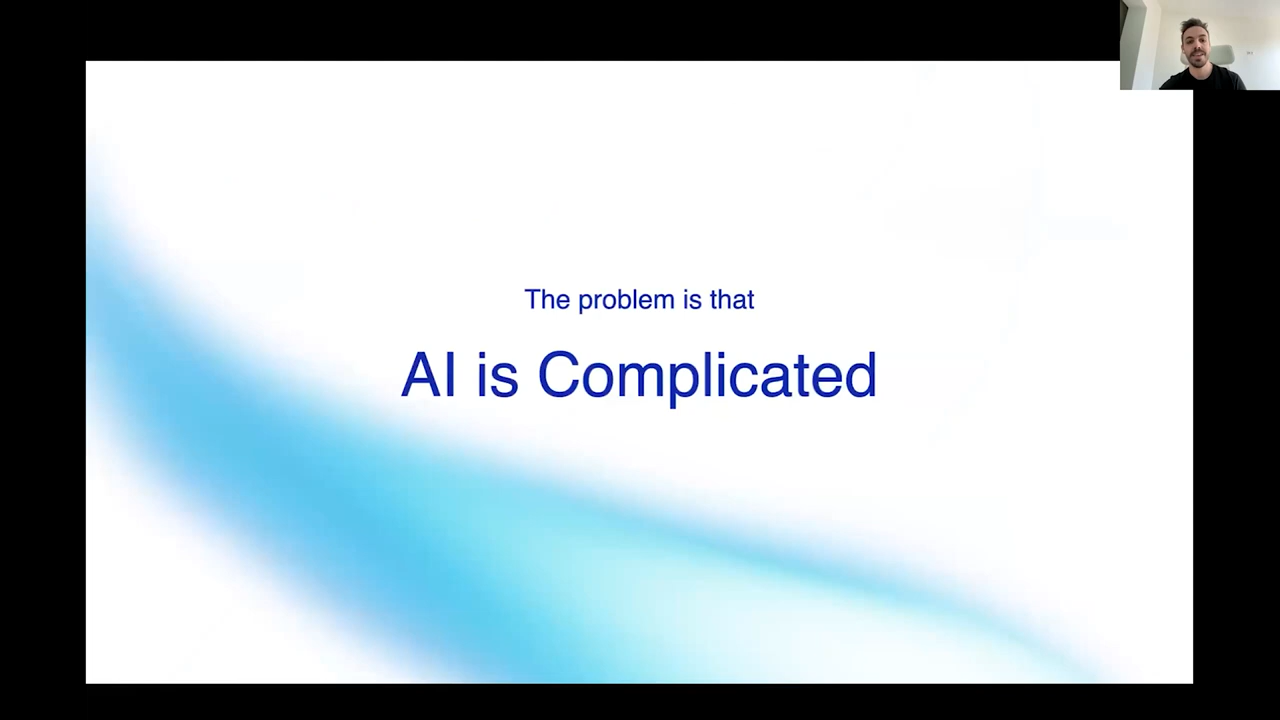 The problem is that
AI is Complicated